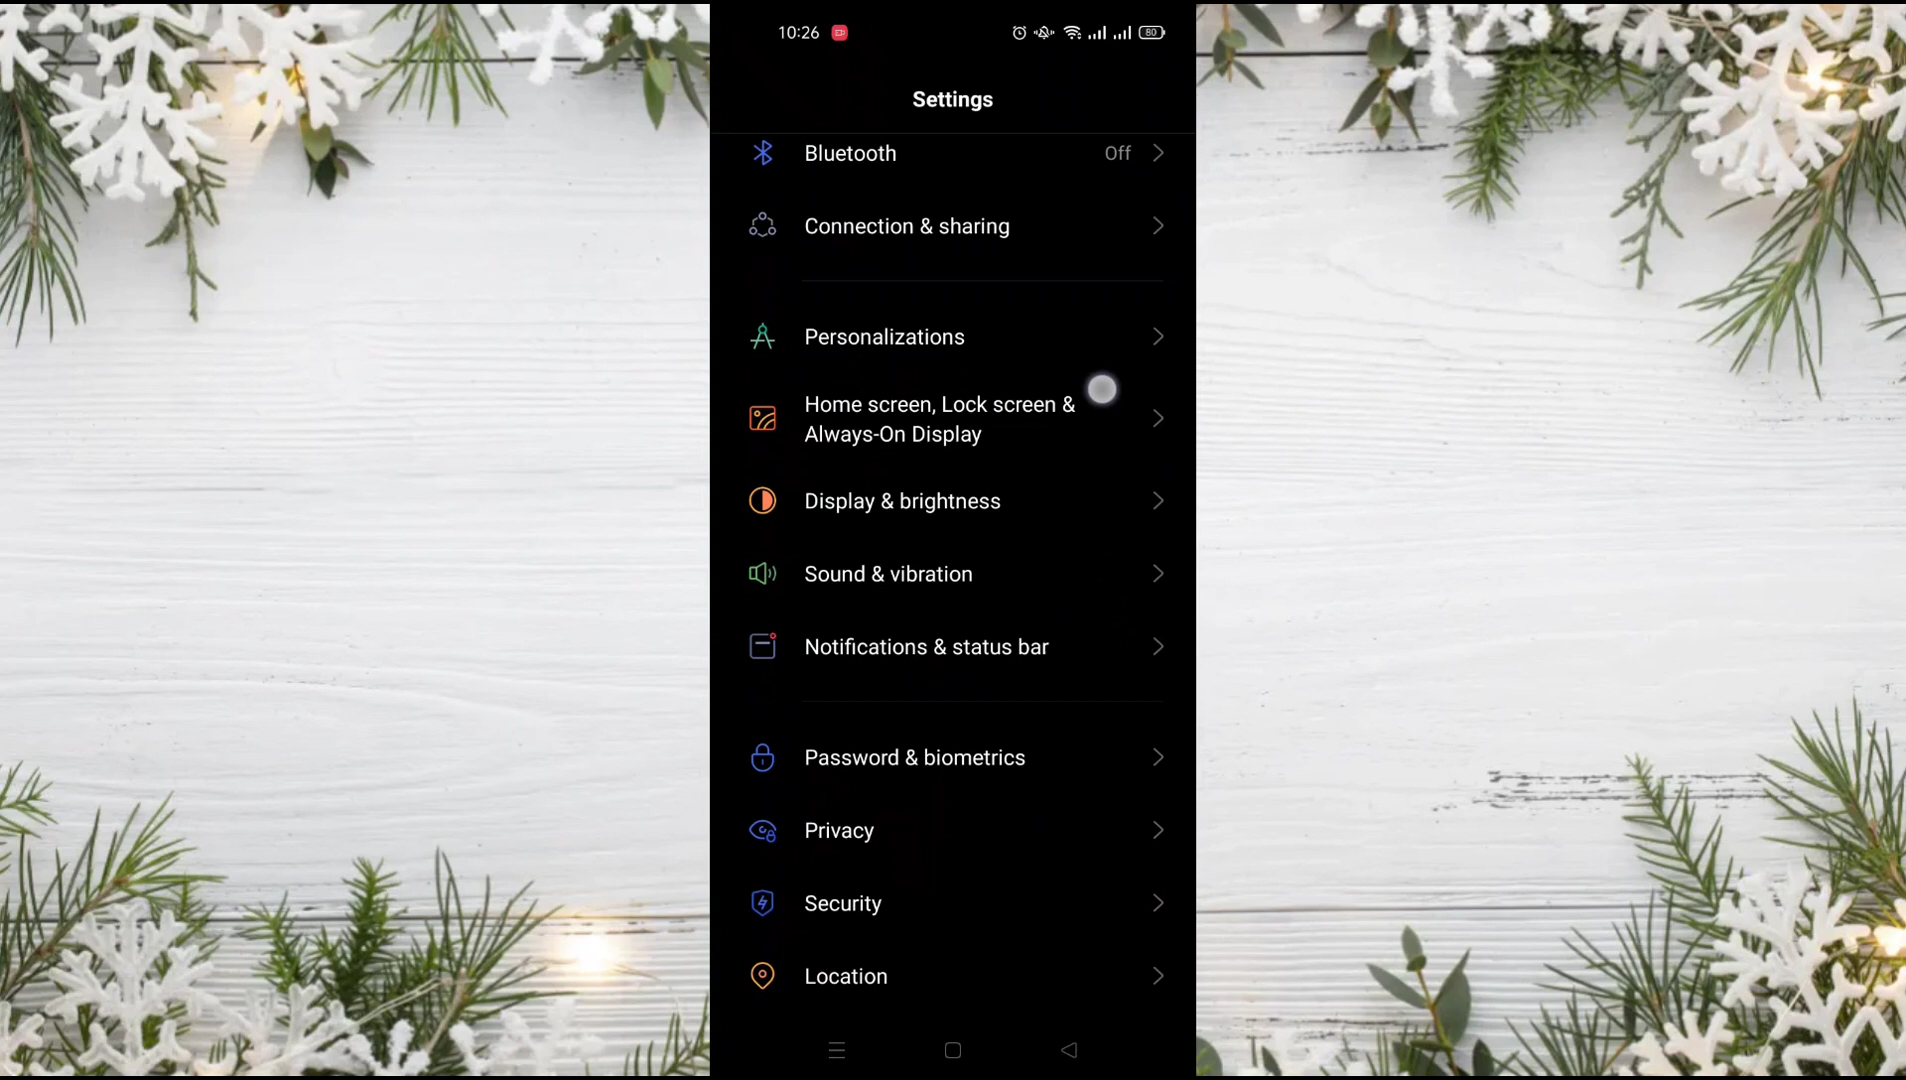 10:26
80
Settings
Bluetooth Off
Connection & sharing
Personalizations
Home screen, Lock screen &
Always-On Display
Display & brightness
Sound & vibration
Notifications & status bar
Password & biometrics
Privacy
Security
Location